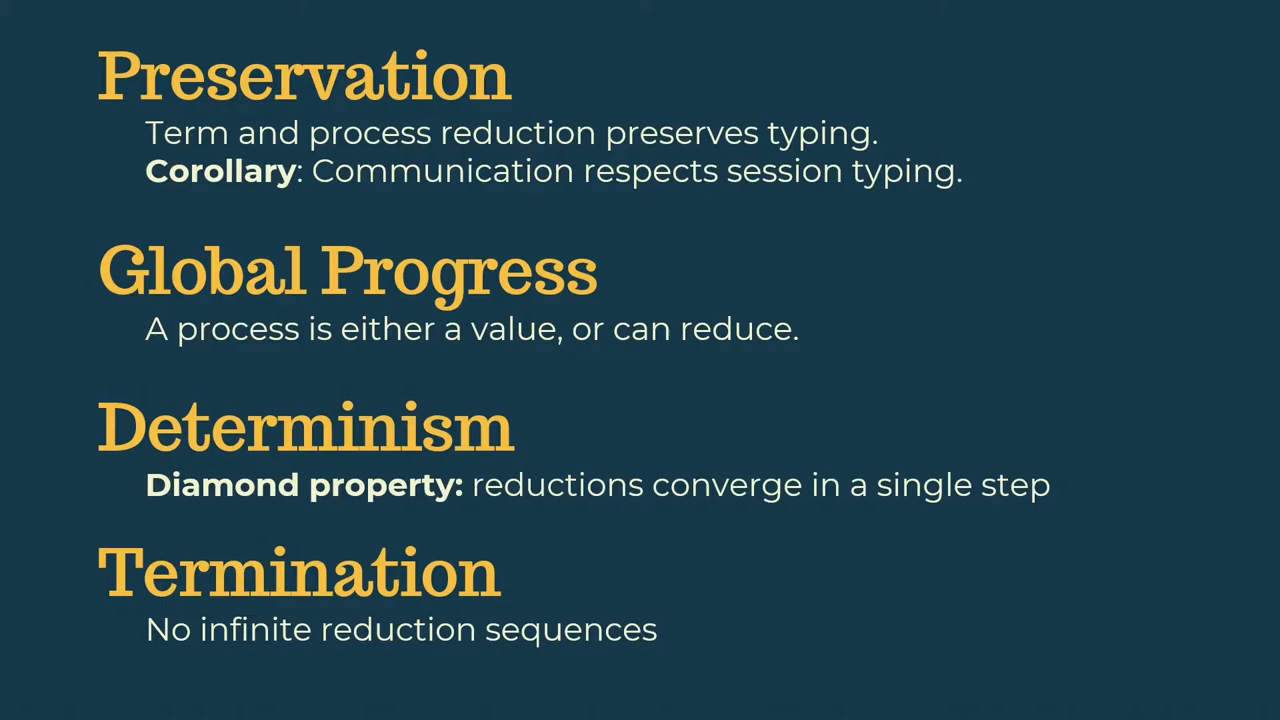 Preservation
Term and process reduction preserves typing.
Corollary: Communication respects session typing.
Global Progress
A process is either a value, or can reduce.
Determinism
Diamond property: reductions converge in a single step
Termination
No infinite reduction sequences